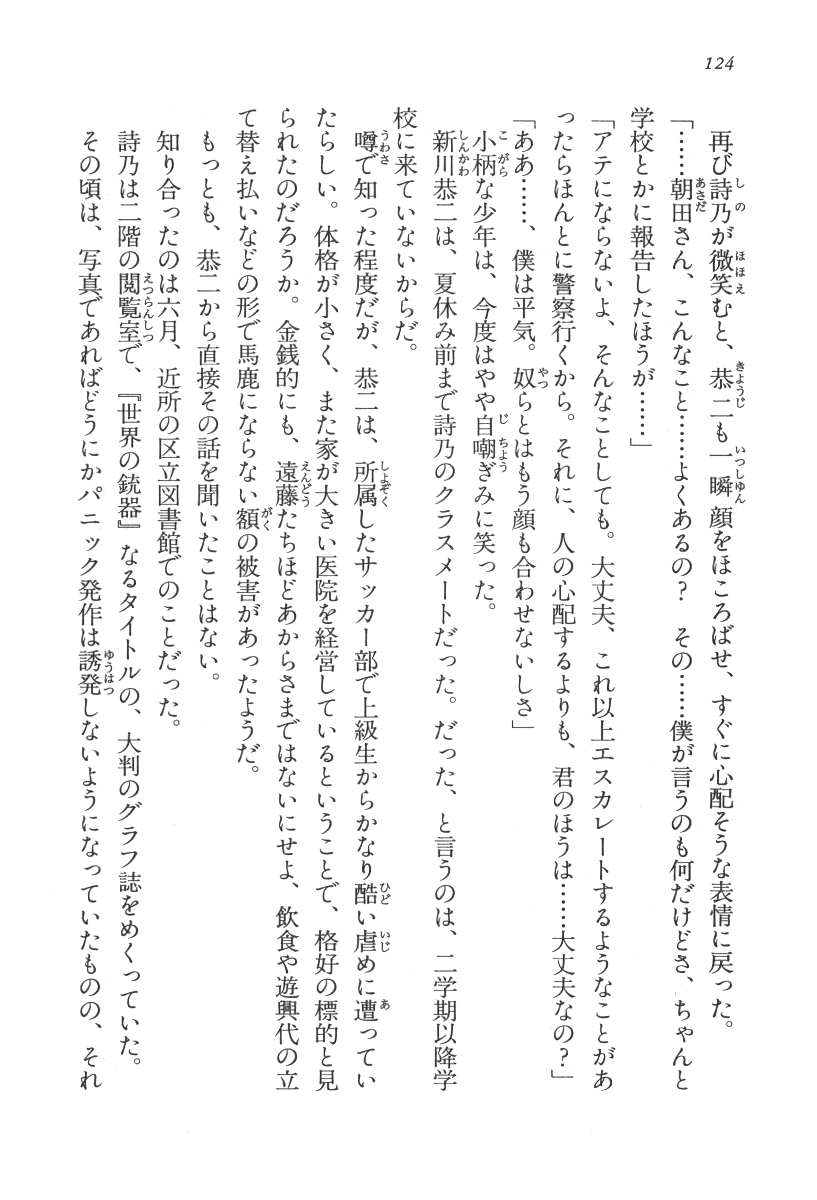 124
再び詩乃が微笑むと、恭二も一瞬顔をほころばせ、すぐに心配そうな表情に戻った。
「……朝田さん、こんなこと……よくあるの？　その……僕が言うのも何だけどさ、ちゃんと
学校とかに報告したほうが……」
「アテにならないよ、そんなことしても。大丈夫、これ以上エスカレートするようなことがあ
ったらほんとに警察行くから。それに、人の心配するよりも、君のほうは……大丈夫なの？」
「ああ……、僕は平気。奴らとはもう顔も合わせないしさ」
小柄な少年は、今度はやや自嘲ぎみに笑った。
新川恭二は、夏休み前まで詩乃のクラスメートだった。だった、と言うのは、二学期以降学
校に来ていないからだ。
噂で知った程度だが、恭二は、所属したサッカー部で上級生からかなり酷い虐めに遭ってい
たらしい。体格が小さく、また家が大きい医院を経営しているということで、格好の標的と見
られたのだろうか。金銭的にも、遠藤たちほどあからさまではないにせよ、飲食や遊興代の立
て替え払いなどの形で馬鹿にならない額の被害があったようだ。
もっとも、恭二から直接その話を聞いたことはない。
知り合ったのは六月、近所の区立図書館でのことだった。
詩乃は二階の閲覧室で、『世界の銃器』なるタイトルの、大判のグラフ誌をめくっていた。
その頃は、写真であればどうにかパニック発作は誘発しないようになっていたものの、それ